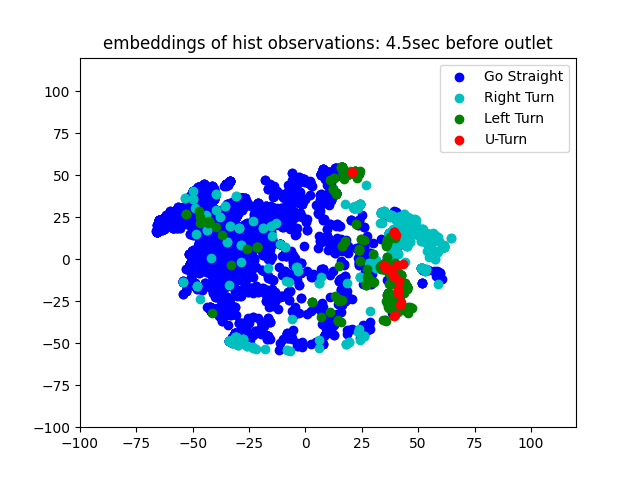 embeddings of hist observations: 4.5sec before outlet
Go Straight
Right Turn
Left Turn
U-Turn
100
75
50
25
0
−25
−50
−75
−100
−100 −75 −50 −25 0 25 50 75 100